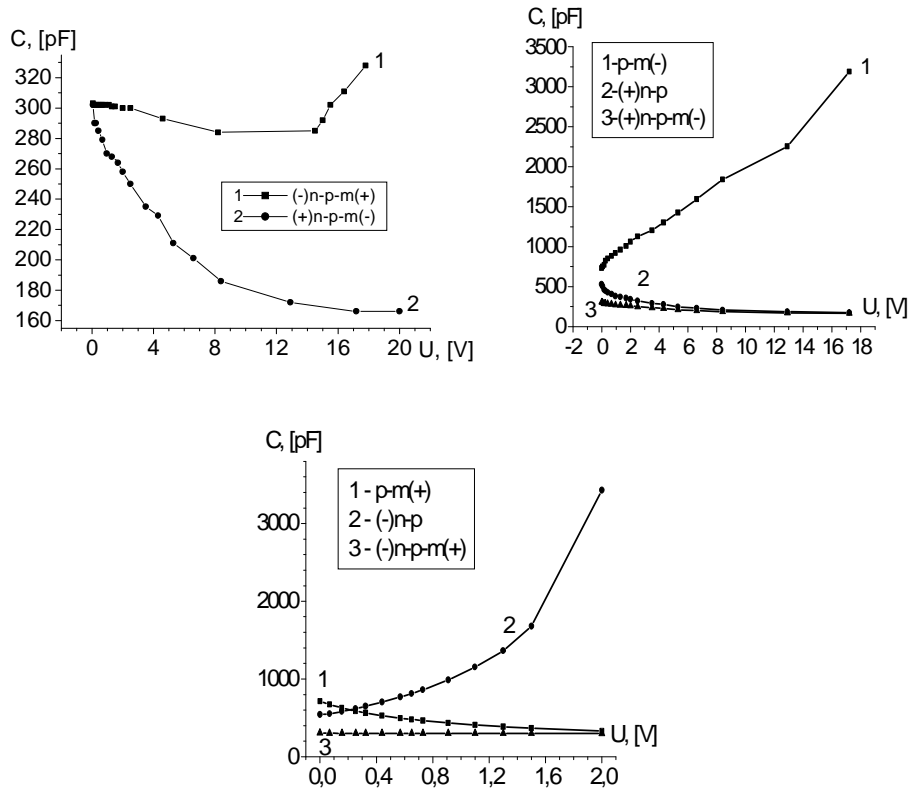 C, [pF]
1
320
300
280
260
240
220
200
180
160
1 (-)n-p-m(+)
2 (+)n-p-m(-)
2
0 4 8 12 16 20
U, [V]
C, [pF]
3500
3000
2500
2000
1500
1000
500
0
1-p-m(-)
2-(+)n-p
3-(+)n-p-m(-)
1
2
3
U, [V]
-2 0 2 4 6 8 10 12 14 16 18
C, [pF]
3000
2000
1000
0
1 - p-m(+)
2 - (-)n-p
3 - (-)n-p-m(+)
2
1
3
U, [V]
0,0 0,4 0,8 1,2 1,6 2,0